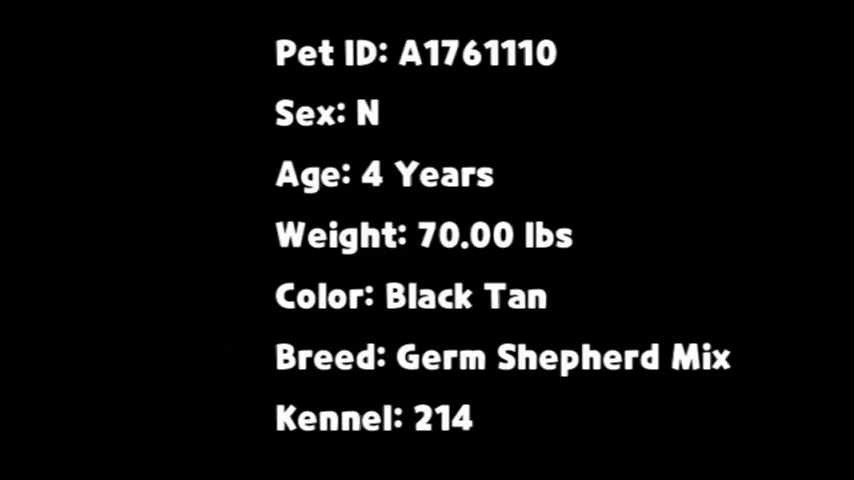 Pet ID: A1761110
Sex: N
Age: 4 Years
Weight: 70.00 lbs
Color: Black Tan
Breed: Germ Shepherd Mix
Kennel: 214